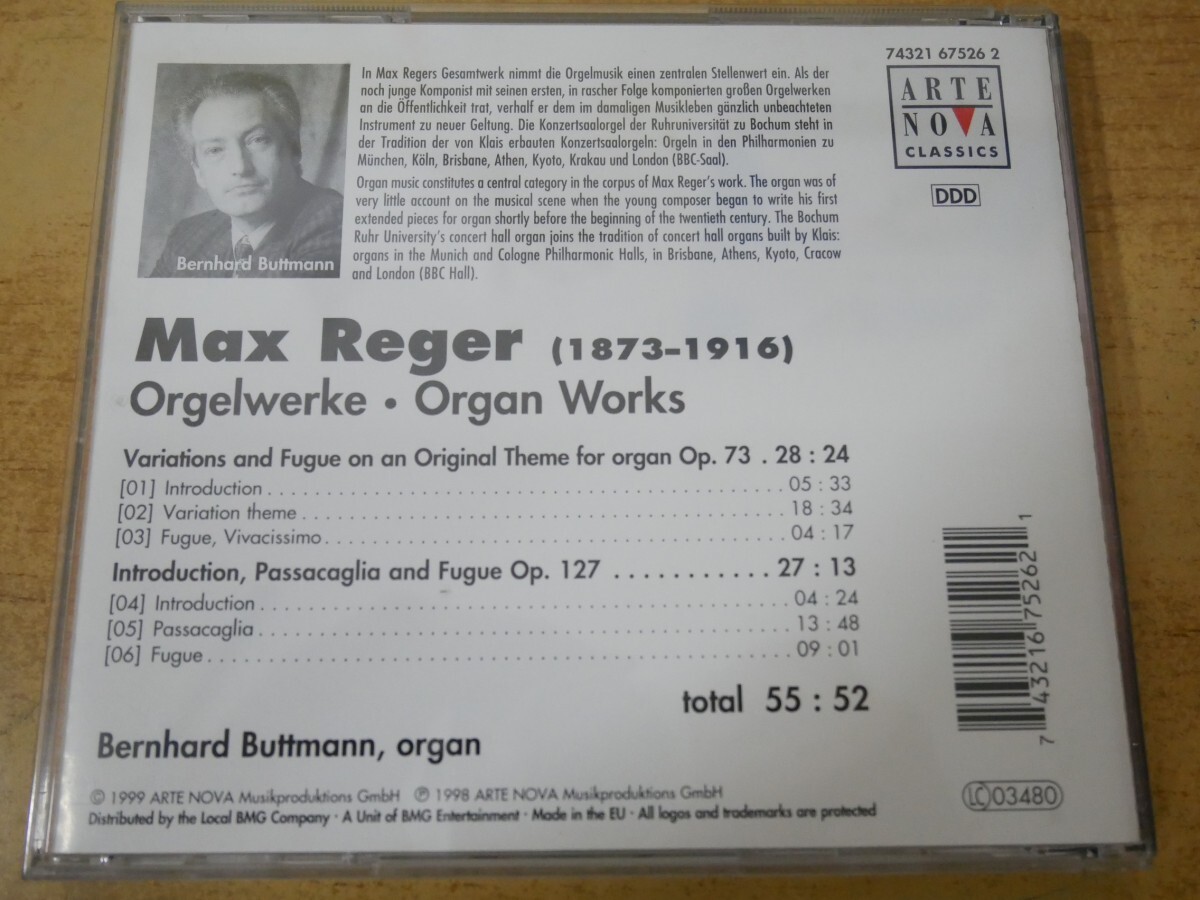 74321 67526 2
ARTE
NOVA
CLASSICS
DDD
In Max Regers Gesamtwerk nimmt die Orgelmusik einen zentralen Stellenwert ein. Als der
noch junge Komponist mit seinen ersten, in rascher Folge komponierten großen Orgelwerken
an die Öffentlichkeit trat, verhalf er dem im damaligen Musikleben gänzlich unbeachteten
Instrument zu neuer Geltung. Die Konzertsaalorgel der Ruhruniversität zu Bochum steht in
der Tradition der von Klais erbauten Konzertsaalorgeln: Orgeln in den Philharmonien zu
München, Köln, Brisbane, Athen, Kyoto, Krakau und London (BBC-Saal).
Organ music constitutes a central category in the corpus of Max Reger's work. The organ was of
very little account on the musical scene when the young composer began to write his first
extended pieces for organ shortly before the beginning of the twentieth century. The Bochum
Ruhr University's concert hall organ joins the tradition of concert hall organs built by Klais:
organs in the Munich and Cologne Philharmonic Halls, in Brisbane, Athens, Kyoto, Cracow
and London (BBC Hall).
Bernhard Buttmann
Max Reger (1873–1916)
Orgelwerke • Organ Works
Variations and Fugue on an Original Theme for organ Op. 73 . 28 : 24
[01] Introduction . . . . . . . . . . . . . . . . . . . . 05 : 33
[02] Variation theme . . . . . . . . . . . . . . . . . . . . 18 : 34
[03] Fugue, Vivacissimo . . . . . . . . . . . . . . . . . . . . 04 : 17
Introduction, Passacaglia and Fugue Op. 127 . . . . . . . . . . . 27 : 13
[04] Introduction . . . . . . . . . . . . . . . . . . . . 04 : 24
[05] Passacaglia . . . . . . . . . . . . . . . . . . . . 13 : 48
[06] Fugue . . . . . . . . . . . . . . . . . . . . 09 : 01
total 55 : 52
Bernhard Buttmann, organ
© 1999 ARTE NOVA Musikproduktions GmbH ℗ 1998 ARTE NOVA Musikproduktions GmbH
Distributed by the Local BMG Company · A Unit of BMG Entertainment · Made in the EU · All logos and trademarks are protected
7 43216 75262 1
LC 03480